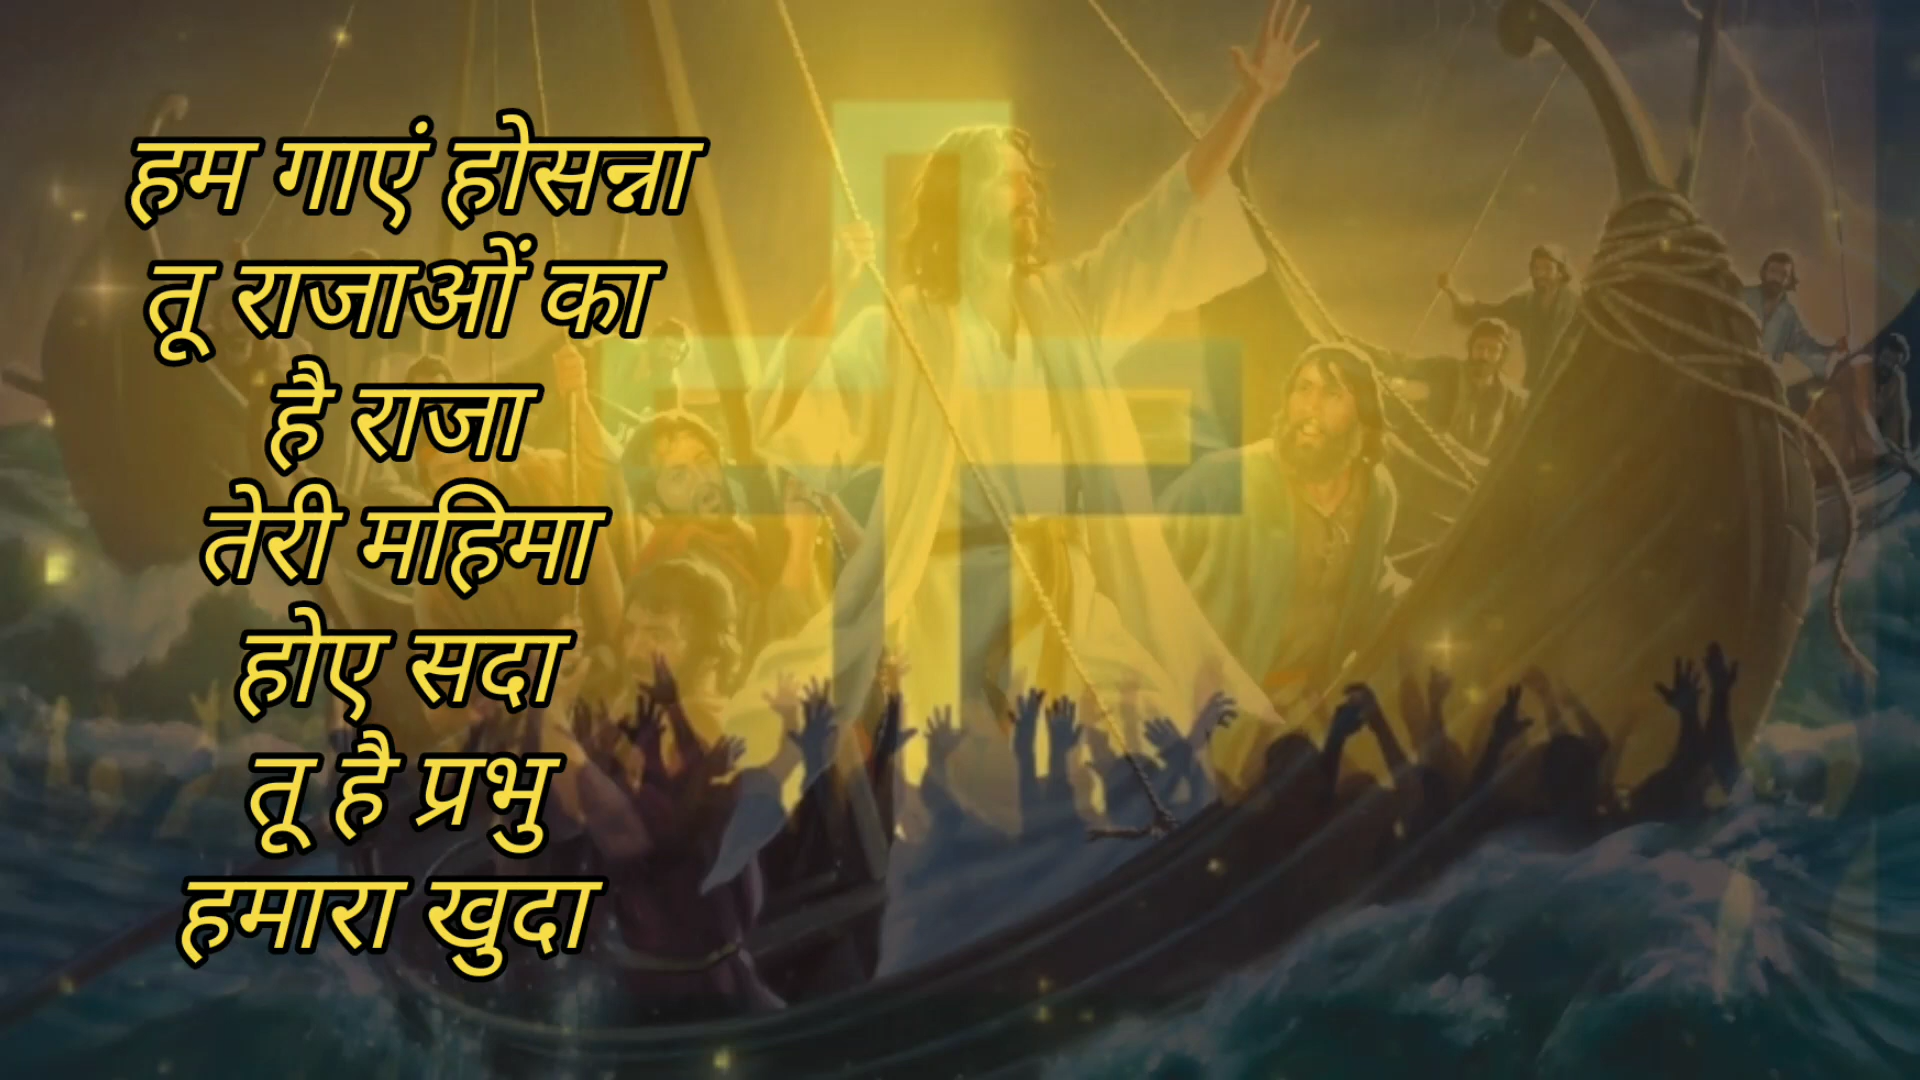 हम गाएं होसन्ना
तू राजाओं का
है राजा
तेरी महिमा
होए सदा
तू है प्रभु
हमारा खुदा